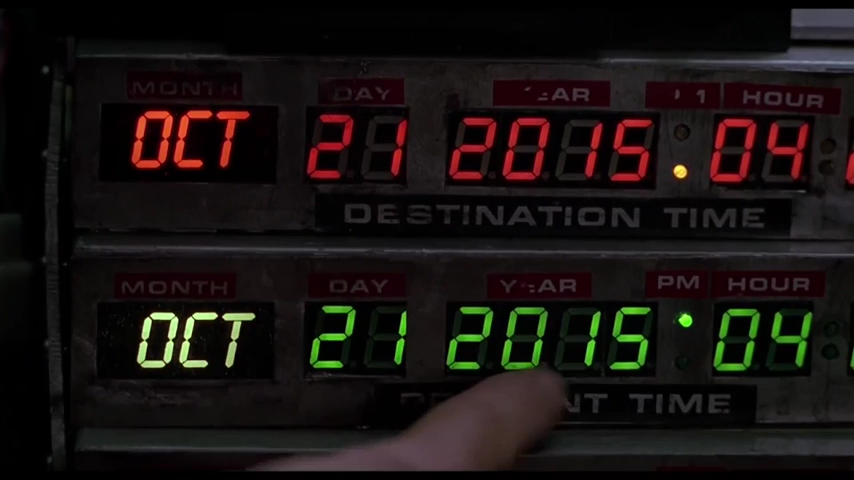 MONTH DAY YEAR HOUR
OCT 21 2015 04
DESTINATION TIME
MONTH DAY YEAR PM HOUR
OCT 21 2015 04
TIME